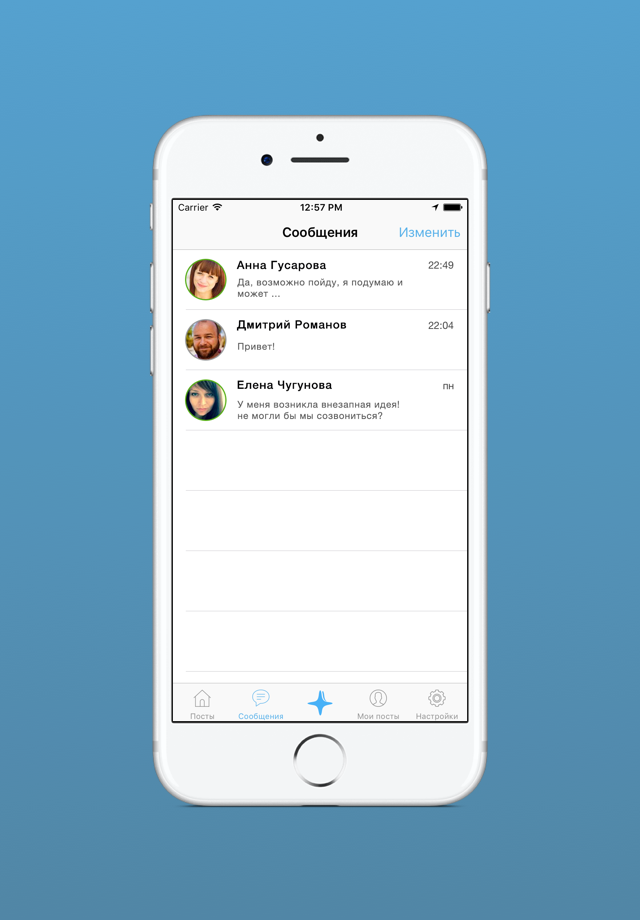 Carrier 12:57 PM
Сообщения Изменить
Анна Гусарова 22:49
Да, возможно пойду, я подумаю и
может ...
Дмитрий Романов 22:04
Привет!
Елена Чугунова пн
У меня возникла внезапная идея!
не могли бы мы созвониться?
Посты Сообщения Мои посты Настройки